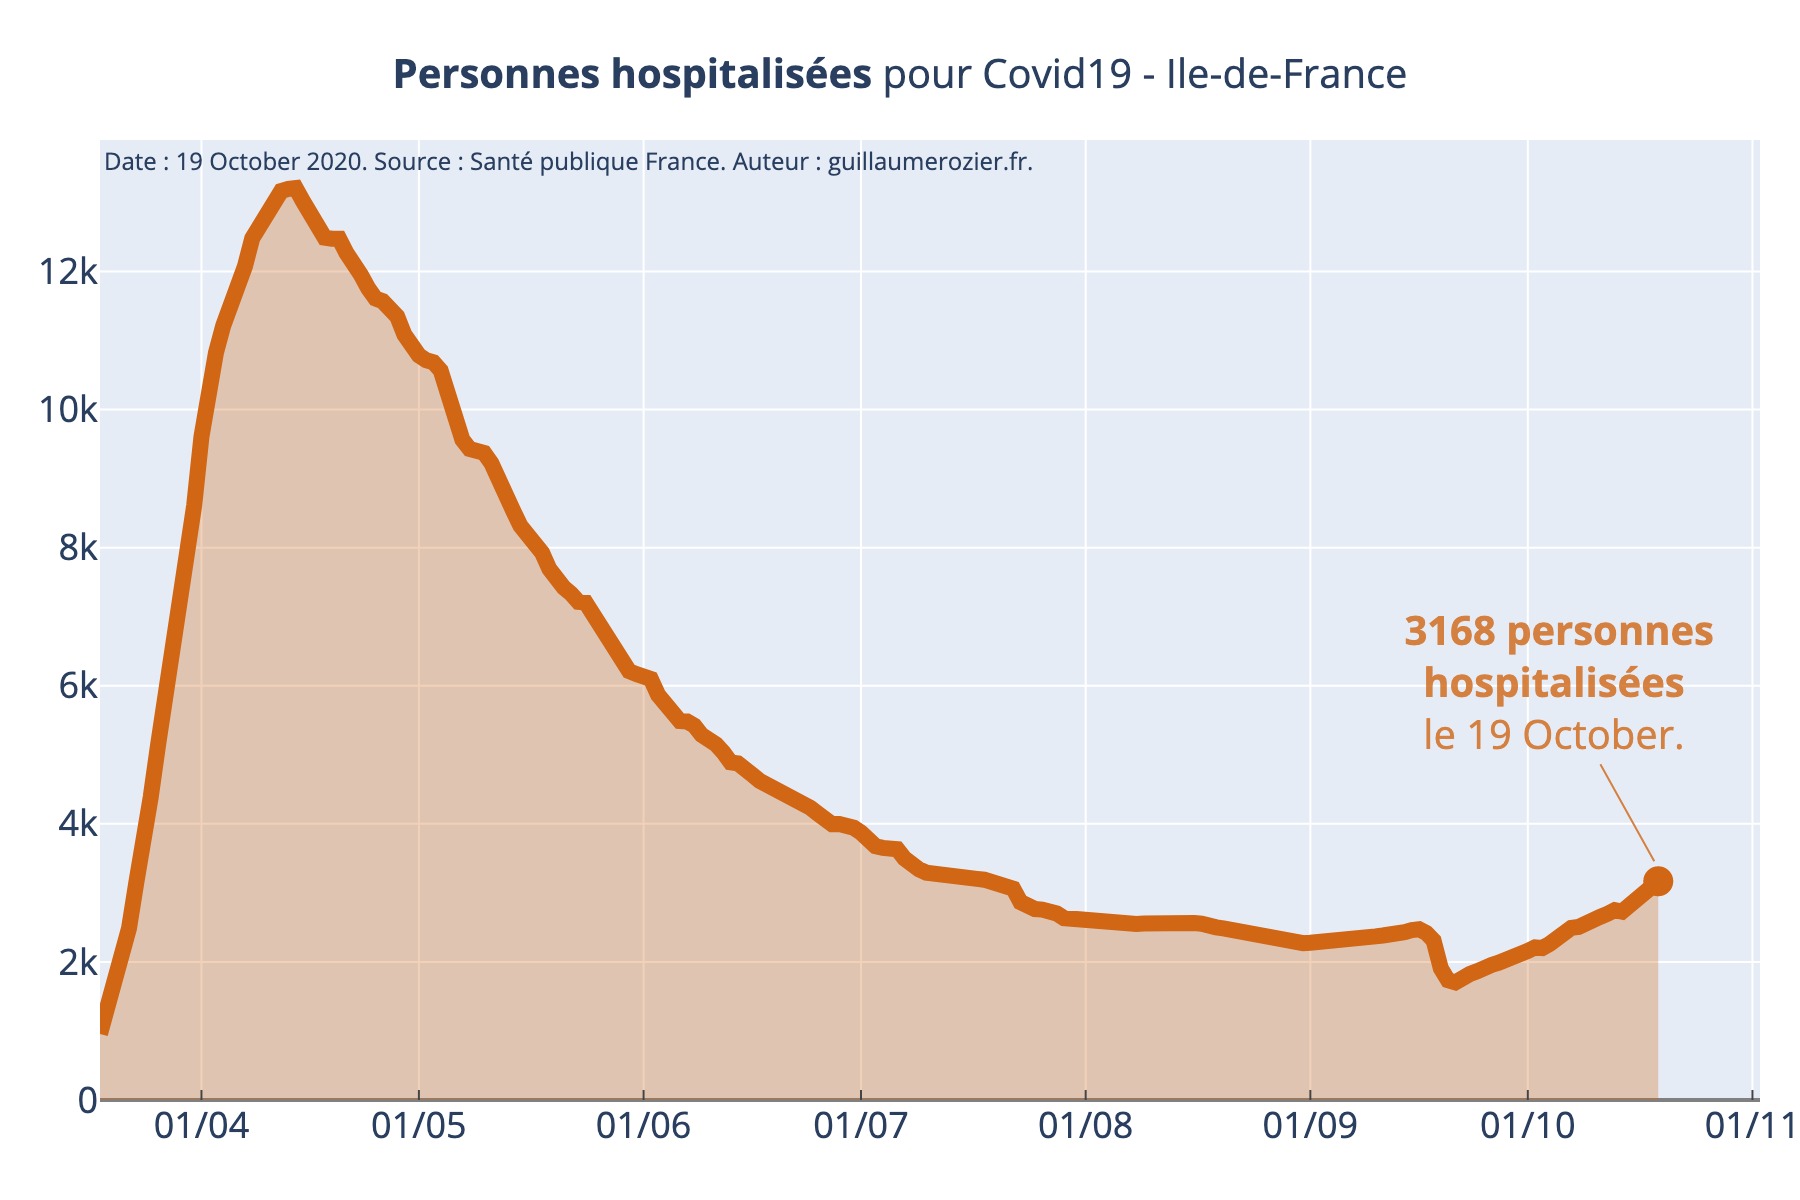 Personnes hospitalisées pour Covid19 - Ile-de-France
Date : 19 October 2020. Source : Santé publique France. Auteur : guillaumerozier.fr.
12k
10k
8k
6k
4k
2k
0
3168 personnes
hospitalisées
le 19 October.
01/04
01/05
01/06
01/07
01/08
01/09
01/10
01/11